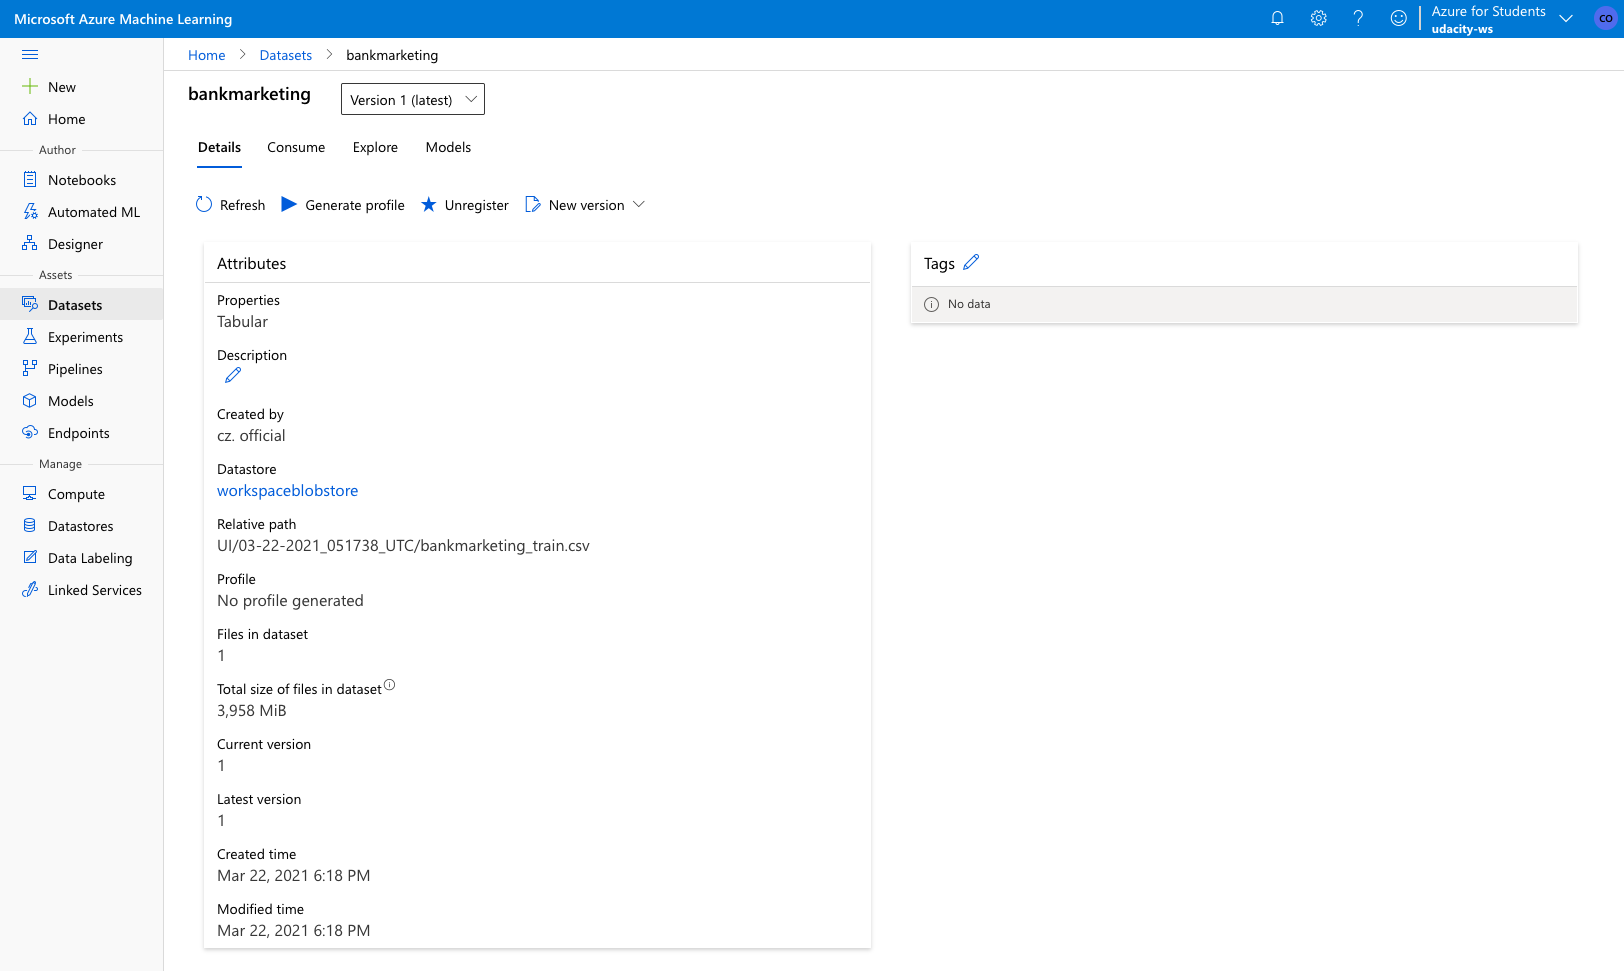 Microsoft Azure Machine Learning
Azure for Students
udacity-ws
CO
New
Home
Author
Notebooks
Automated ML
Designer
Assets
Datasets
Experiments
Pipelines
Models
Endpoints
Manage
Compute
Datastores
Data Labeling
Linked Services
Home > Datasets > bankmarketing
bankmarketing
Version 1 (latest)
Details Consume Explore Models
Refresh Generate profile Unregister New version
Attributes
Properties
Tabular
Description
Created by
cz. official
Datastore
workspaceblobstore
Relative path
UI/03-22-2021_051738_UTC/bankmarketing_train.csv
Profile
No profile generated
Files in dataset
1
Total size of files in dataset
3,958 MiB
Current version
1
Latest version
1
Created time
Mar 22, 2021 6:18 PM
Modified time
Mar 22, 2021 6:18 PM
Tags
No data